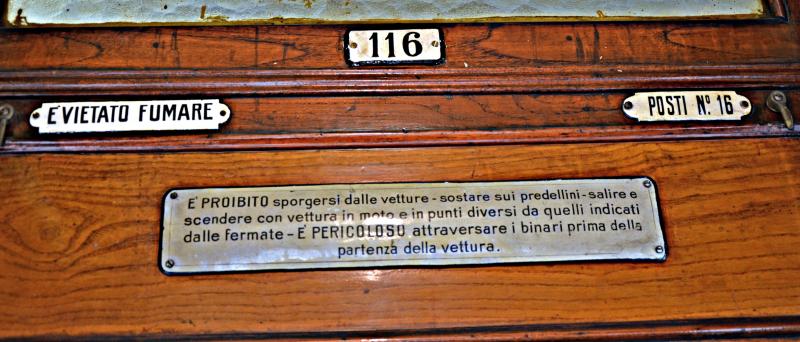 116
E' VIETATO FUMARE
POSTI N.º 16
E' PROIBITO sporgersi dalle vetture - sostare sui predellini - salire e
scendere con vettura in moto e in punti diversi da quelli indicati
dalle fermate - E' PERICOLOSO attraversare i binari prima della
partenza della vettura.